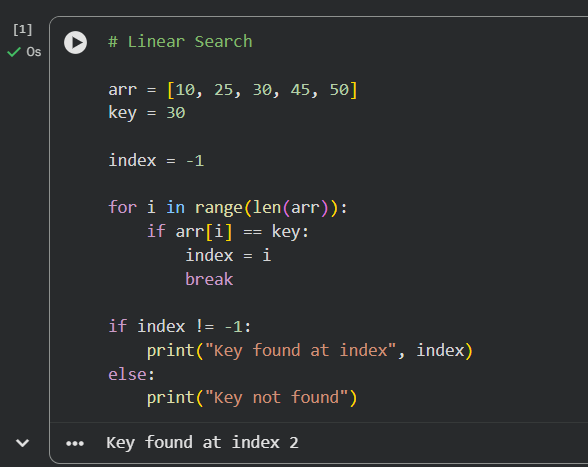 [1]
0s
# Linear Search
arr = [10, 25, 30, 45, 50]
key = 30
index = -1
for i in range(len(arr)):
    if arr[i] == key:
        index = i
        break
if index != -1:
    print("Key found at index", index)
else:
    print("Key not found")
Key found at index 2